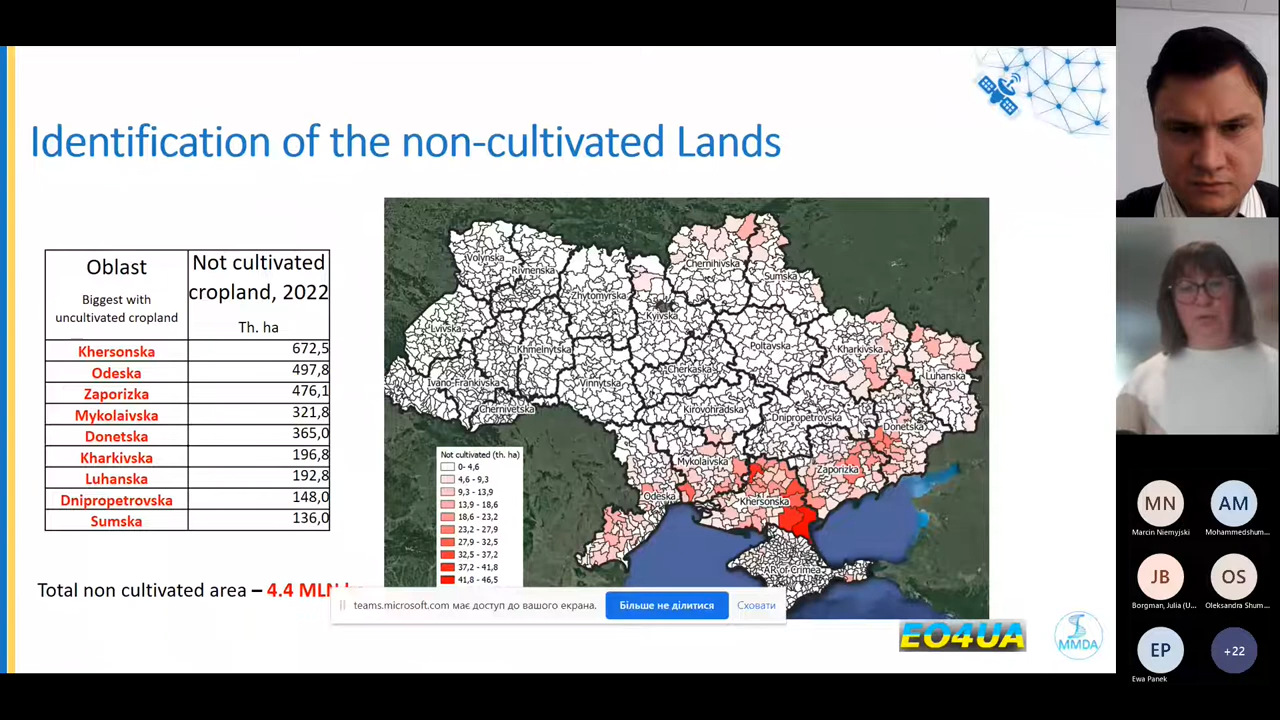 Identification of the non-cultivated Lands
Oblast
Biggest with
uncultivated cropland
Not cultivated
cropland, 2022
Th. ha
Khersonska 672,5
Odeska 497,8
Zaporizka 476,1
Mykolaivska 321,8
Donetska 365,0
Kharkivska 196,8
Luhanska 192,8
Dnipropetrovska 148,0
Sumska 136,0
Total non cultivated area – 4.4 MLN
Volynska
Rivnenska
Zhytomyrska
Kyivska
Chernihivska
Sumska
Lvivska
Khmelnytska
Poltavska
Kharkivska
Luhanska
Ivano-Frankivska
Vinnytska
Cherkaska
Chernivetska
Kirovohradska
Dnipropetrovska
Donetska
Mykolaivska
Zaporizka
Odeska
Khersonska
AR of Crimea
Not cultivated (th. ha)
0- 4,6
4,6 - 9,3
9,3 - 13,9
13,9 - 18,6
18,6 - 23,2
23,2 - 27,9
27,9 - 32,5
32,5 - 37,2
37,2 - 41,8
41,8 - 46,5
teams.microsoft.com має доступ до вашого екрана.
Більше не ділитися
Сховати
EO4UA
MMDA
MN
Marcin Niemyjski
AM
Mohammedshum...
JB
Borgman, Julia (U...
OS
Oleksandra Shum...
EP
Ewa Panek
+22